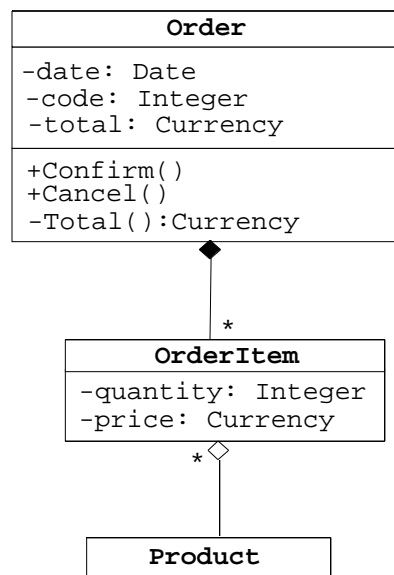 Order
-date: Date
-code: Integer
-total: Currency
+Confirm()
+Cancel()
-Total():Currency
*
OrderItem
-quantity: Integer
-price: Currency
*
Product